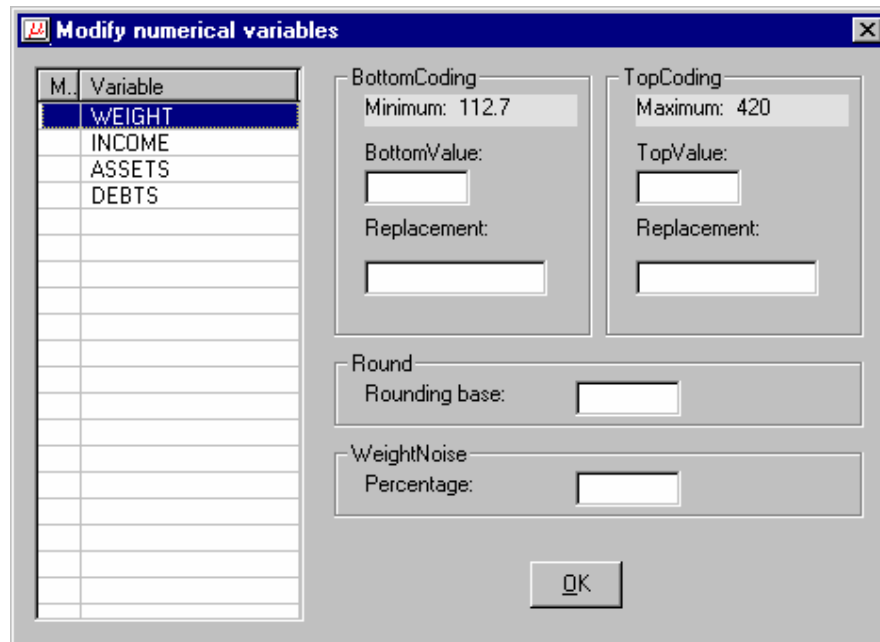 μ Modify numerical variables
M.. Variable
WEIGHT
INCOME
ASSETS
DEBTS
BottomCoding
Minimum: 112.7
BottomValue:
Replacement:
TopCoding
Maximum: 420
TopValue:
Replacement:
Round
Rounding base:
WeightNoise
Percentage:
OK